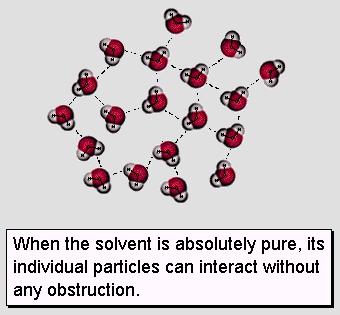 When the solvent is absolutely pure, its
individual particles can interact without
any obstruction.